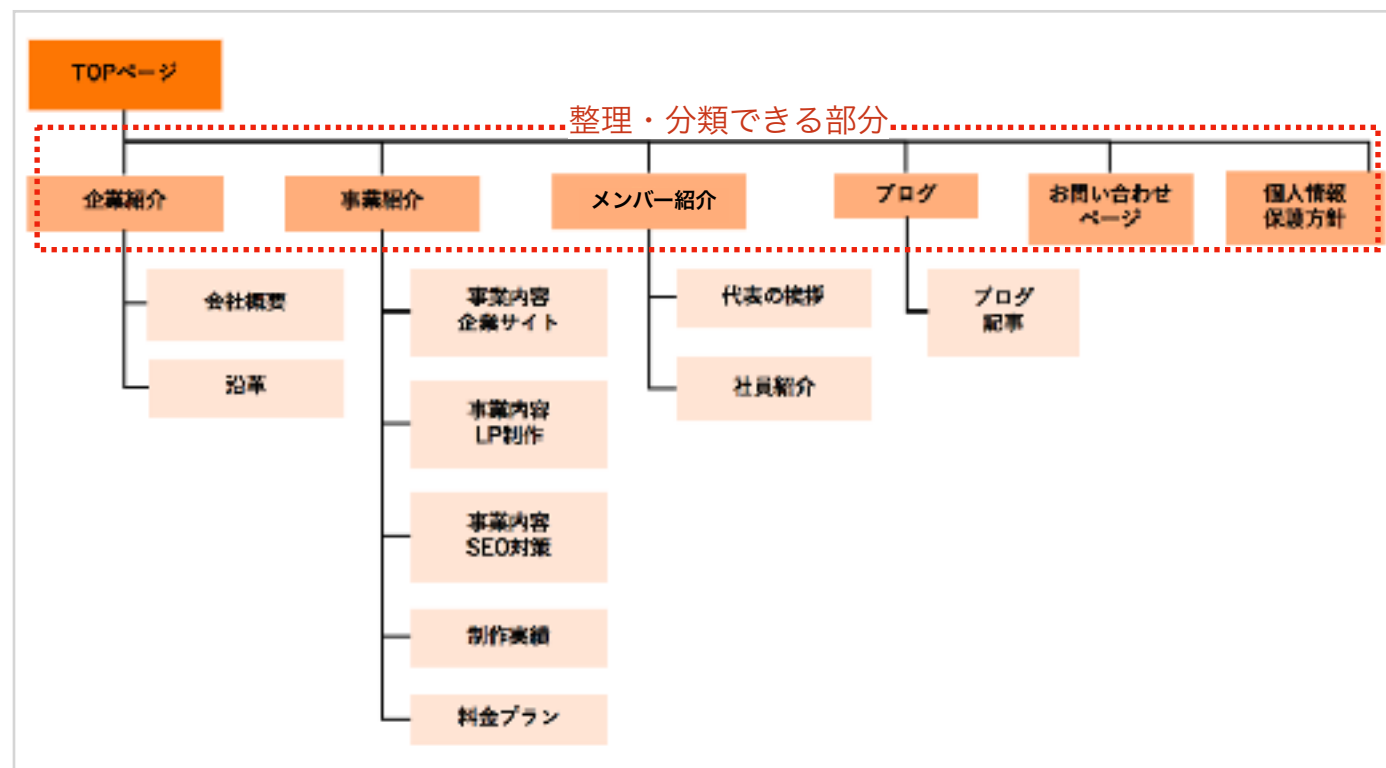 TOPページ
整理・分類できる部分
企業紹介
事業紹介
メンバー紹介
ブログ
お問い合わせ
ページ
個人情報
保護方針
会社概要
沿革
事業内容
企業サイト
事業内容
LP制作
事業内容
SEO対策
制作実績
料金プラン
代表の挨拶
社員紹介
ブログ
記事